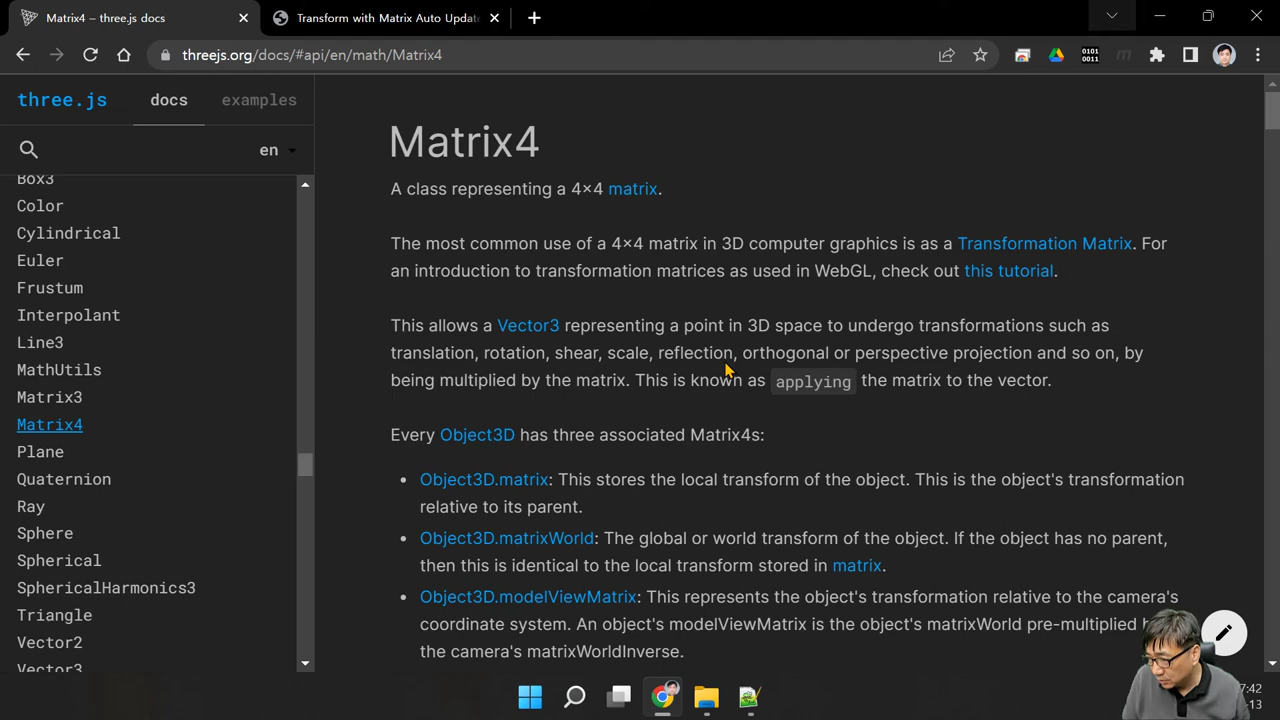 Matrix4 – three.js docs
Transform with Matrix Auto Update
threejs.org/docs/#api/en/math/Matrix4
three.js docs examples
en
Box3
Color
Cylindrical
Euler
Frustum
Interpolant
Line3
MathUtils
Matrix3
Matrix4
Plane
Quaternion
Ray
Sphere
Spherical
SphericalHarmonics3
Triangle
Vector2
Vector3
Matrix4
A class representing a 4×4 matrix.
The most common use of a 4×4 matrix in 3D computer graphics is as a Transformation Matrix. For
an introduction to transformation matrices as used in WebGL, check out this tutorial.
This allows a Vector3 representing a point in 3D space to undergo transformations such as
translation, rotation, shear, scale, reflection, orthogonal or perspective projection and so on, by
being multiplied by the matrix. This is known as applying the matrix to the vector.
Every Object3D has three associated Matrix4s:
Object3D.matrix: This stores the local transform of the object. This is the object's transformation
relative to its parent.
Object3D.matrixWorld: The global or world transform of the object. If the object has no parent,
then this is identical to the local transform stored in matrix.
Object3D.modelViewMatrix: This represents the object's transformation relative to the camera's
coordinate system. An object's modelViewMatrix is the object's matrixWorld pre-multiplied
the camera's matrixWorldInverse.
0101
0011